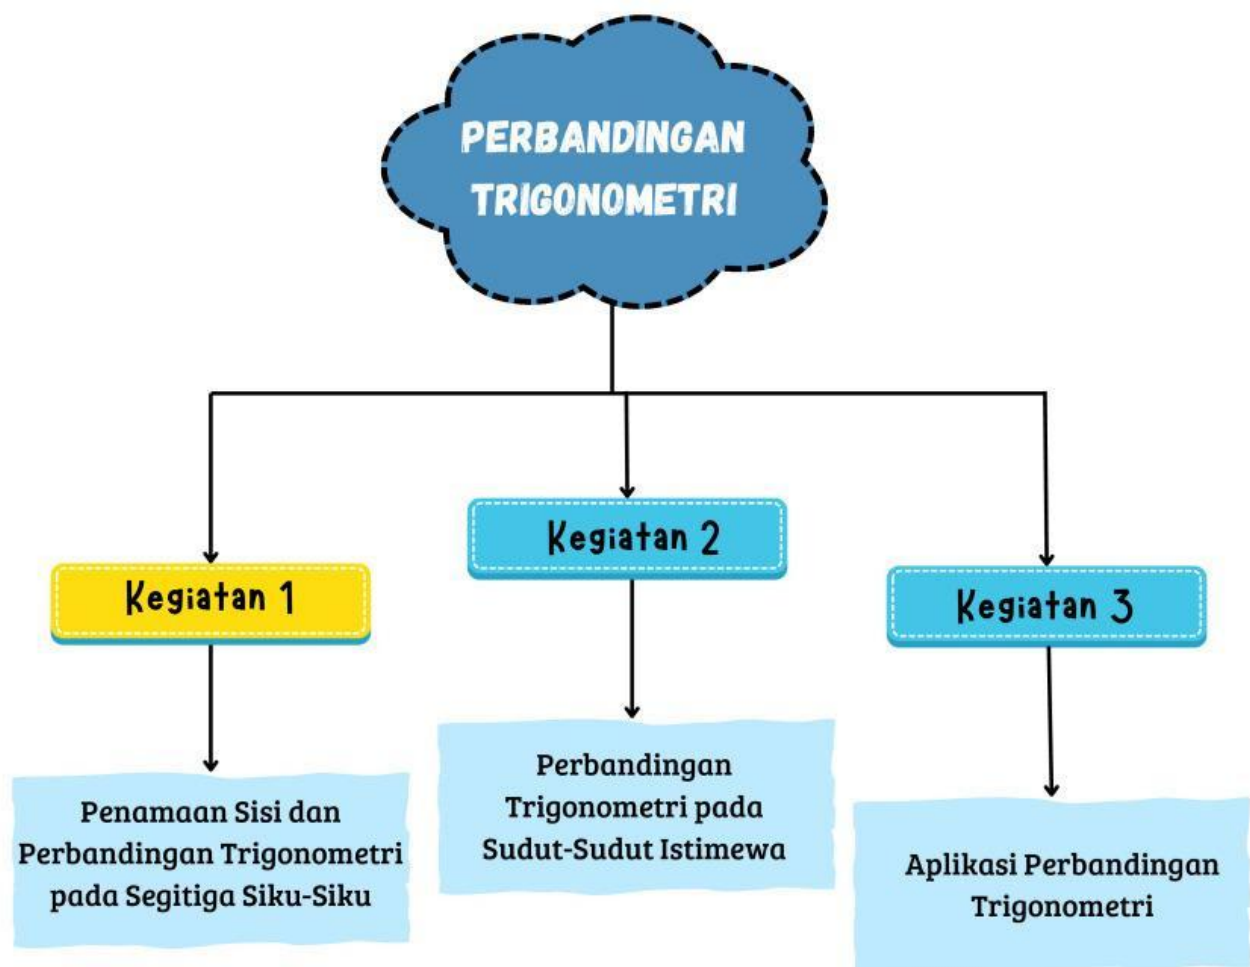 PERBANDINGAN
TRIGONOMETRI
Kegiatan 1
Penamaan Sisi dan
Perbandingan Trigonometri
pada Segitiga Siku-Siku
Kegiatan 2
Perbandingan
Trigonometri pada
Sudut-Sudut Istimewa
Kegiatan 3
Aplikasi Perbandingan
Trigonometri